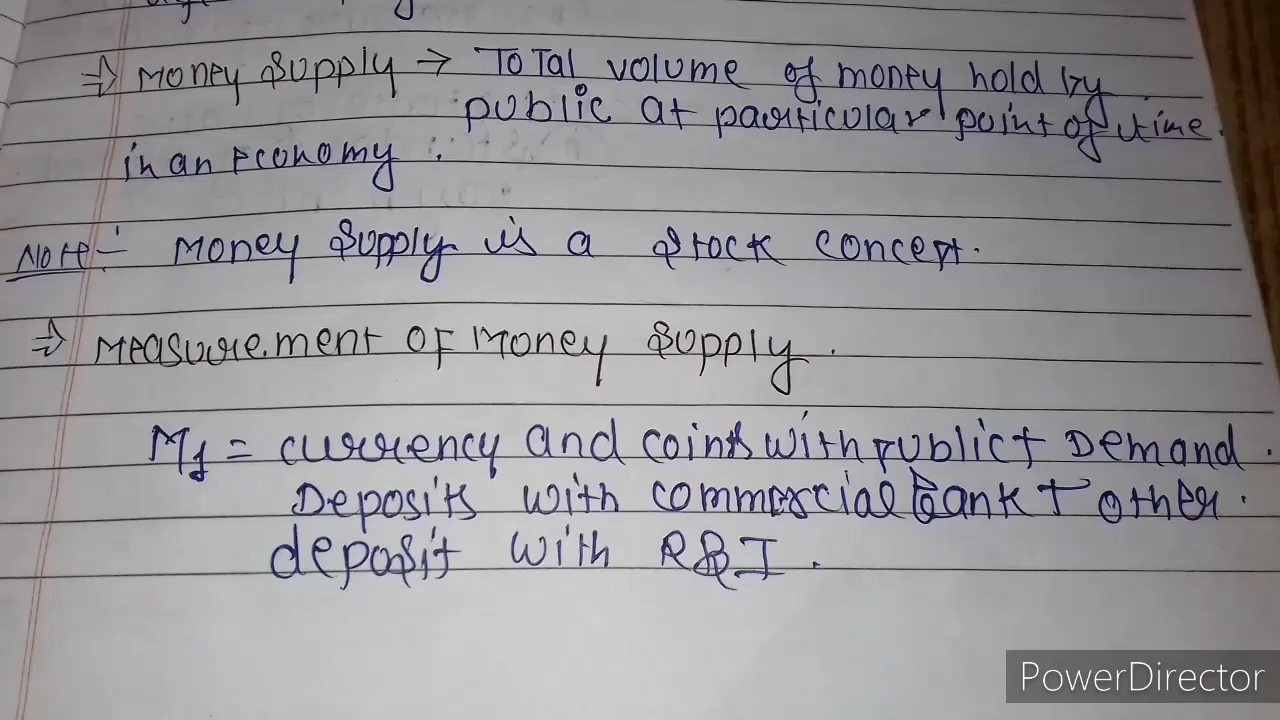 ⇒ Money Supply → Total volume of money hold by
public at particular point of time.
in an Economy.
Note :- Money Supply is a Stock concept.
⇒ Measurement of Money Supply.
M1 = currency and coins with public + Demand.
Deposits with commercial Bank + other.
deposit with RBI.
PowerDirector